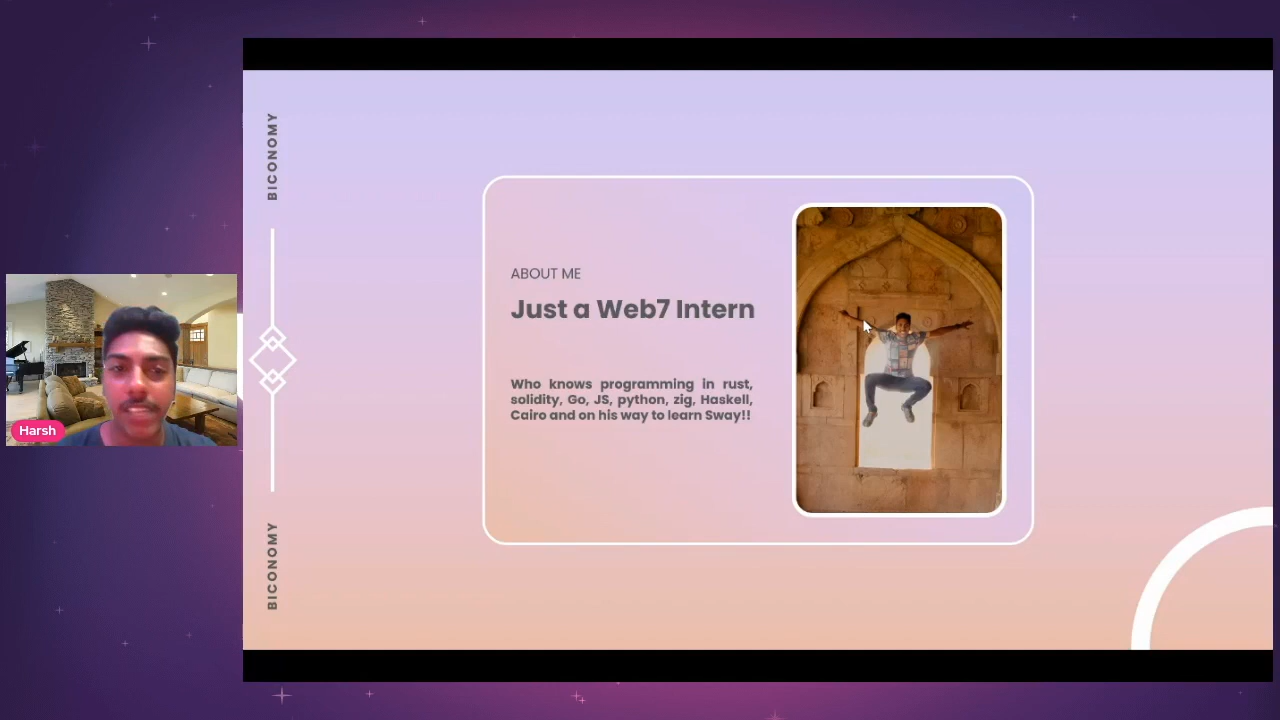 BICONOMY
Harsh
BICONOMY
ABOUT ME
Just a Web7 Intern
Who knows programming in rust,
solidity, Go, JS, python, zig, Haskell,
Cairo and on his way to learn Sway!!